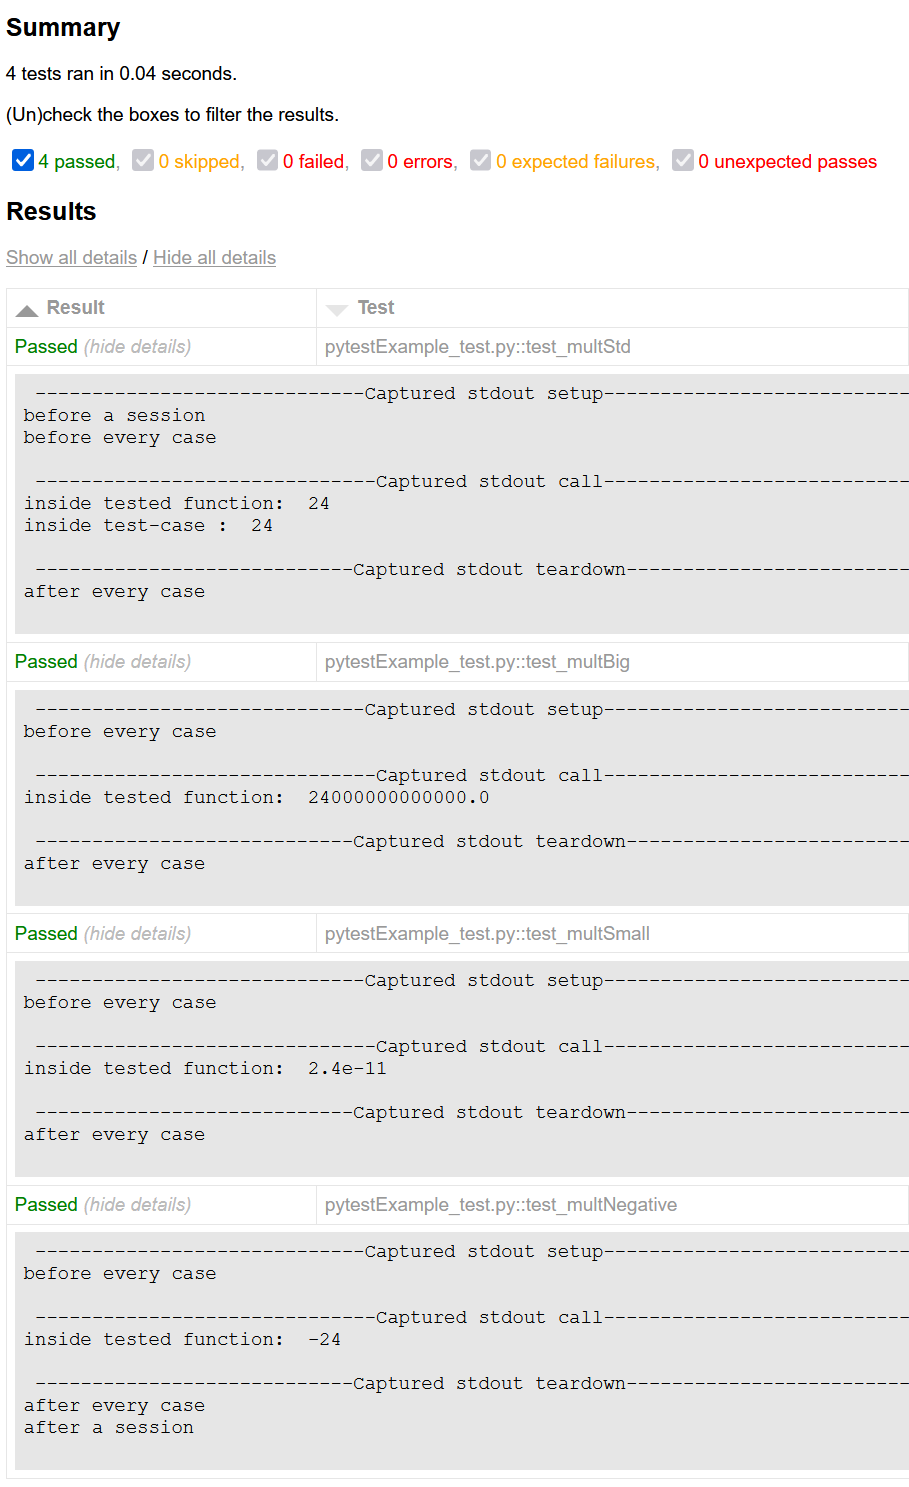 Summary
4 tests ran in 0.04 seconds.
(Un)check the boxes to filter the results.
4 passed, 0 skipped, 0 failed, 0 errors, 0 expected failures, 0 unexpected passes
Results
Show all details / Hide all details
Result Test
Passed (hide details) pytestExample_test.py::test_multStd
-----------------------------Captured stdout setup---------------------------
before a session
before every case
------------------------------Captured stdout call---------------------------
inside tested function:  24
inside test-case :  24
----------------------------Captured stdout teardown-------------------------
after every case
Passed (hide details) pytestExample_test.py::test_multBig
-----------------------------Captured stdout setup---------------------------
before every case
------------------------------Captured stdout call---------------------------
inside tested function:  24000000000000.0
----------------------------Captured stdout teardown-------------------------
after every case
Passed (hide details) pytestExample_test.py::test_multSmall
-----------------------------Captured stdout setup---------------------------
before every case
------------------------------Captured stdout call---------------------------
inside tested function:  2.4e-11
----------------------------Captured stdout teardown-------------------------
after every case
Passed (hide details) pytestExample_test.py::test_multNegative
-----------------------------Captured stdout setup---------------------------
before every case
------------------------------Captured stdout call---------------------------
inside tested function:  -24
----------------------------Captured stdout teardown-------------------------
after every case
after a session